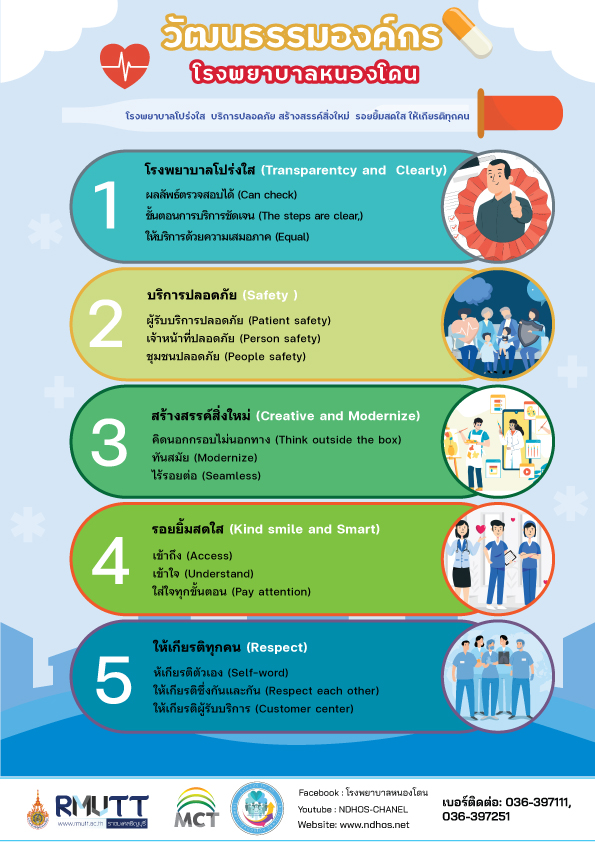 วัฒนธรรมองค์กร
โรงพยาบาลหนองโดน
โรงพยาบาลโปร่งใส บริการปลอดภัย สร้างสรรค์สิ่งใหม่ รอยยิ้มสดใส ให้เกียรติทุกคน
1
โรงพยาบาลโปร่งใส (Transparentcy and Clearly)
ผลลัพธ์ตรวจสอบได้ (Can check)
ขั้นตอนการบริการชัดเจน (The steps are clear,)
ให้บริการด้วยความเสมอภาค (Equal)
2
บริการปลอดภัย (Safety )
ผู้รับบริการปลอดภัย (Patient safety)
เจ้าหน้าที่ปลอดภัย (Person safety)
ชุมชนปลอดภัย (People safety)
3
สร้างสรรค์สิ่งใหม่ (Creative and Modernize)
คิดนอกกรอบไม่นอกทาง (Think outside the box)
ทันสมัย (Modernize)
ไร้รอยต่อ (Seamless)
4
รอยยิ้มสดใส (Kind smile and Smart)
เข้าถึง (Access)
เข้าใจ (Understand)
ใส่ใจทุกขั้นตอน (Pay attention)
5
ให้เกียรติทุกคน (Respect)
ห้เกียรติตัวเอง (Self-word)
ให้เกียรติซึ่งกันและกัน (Respect each other)
ให้เกียรติผู้รับบริการ (Customer center)
RMUTT
www.rmutt.ac.th ราชมงคลธัญบุรี
MCT
Facebook : โรงพยาบาลหนองโดน
Youtube : NDHOS-CHANEL
Website: www.ndhos.net
เบอร์ติดต่อ: 036-397111,
036-397251